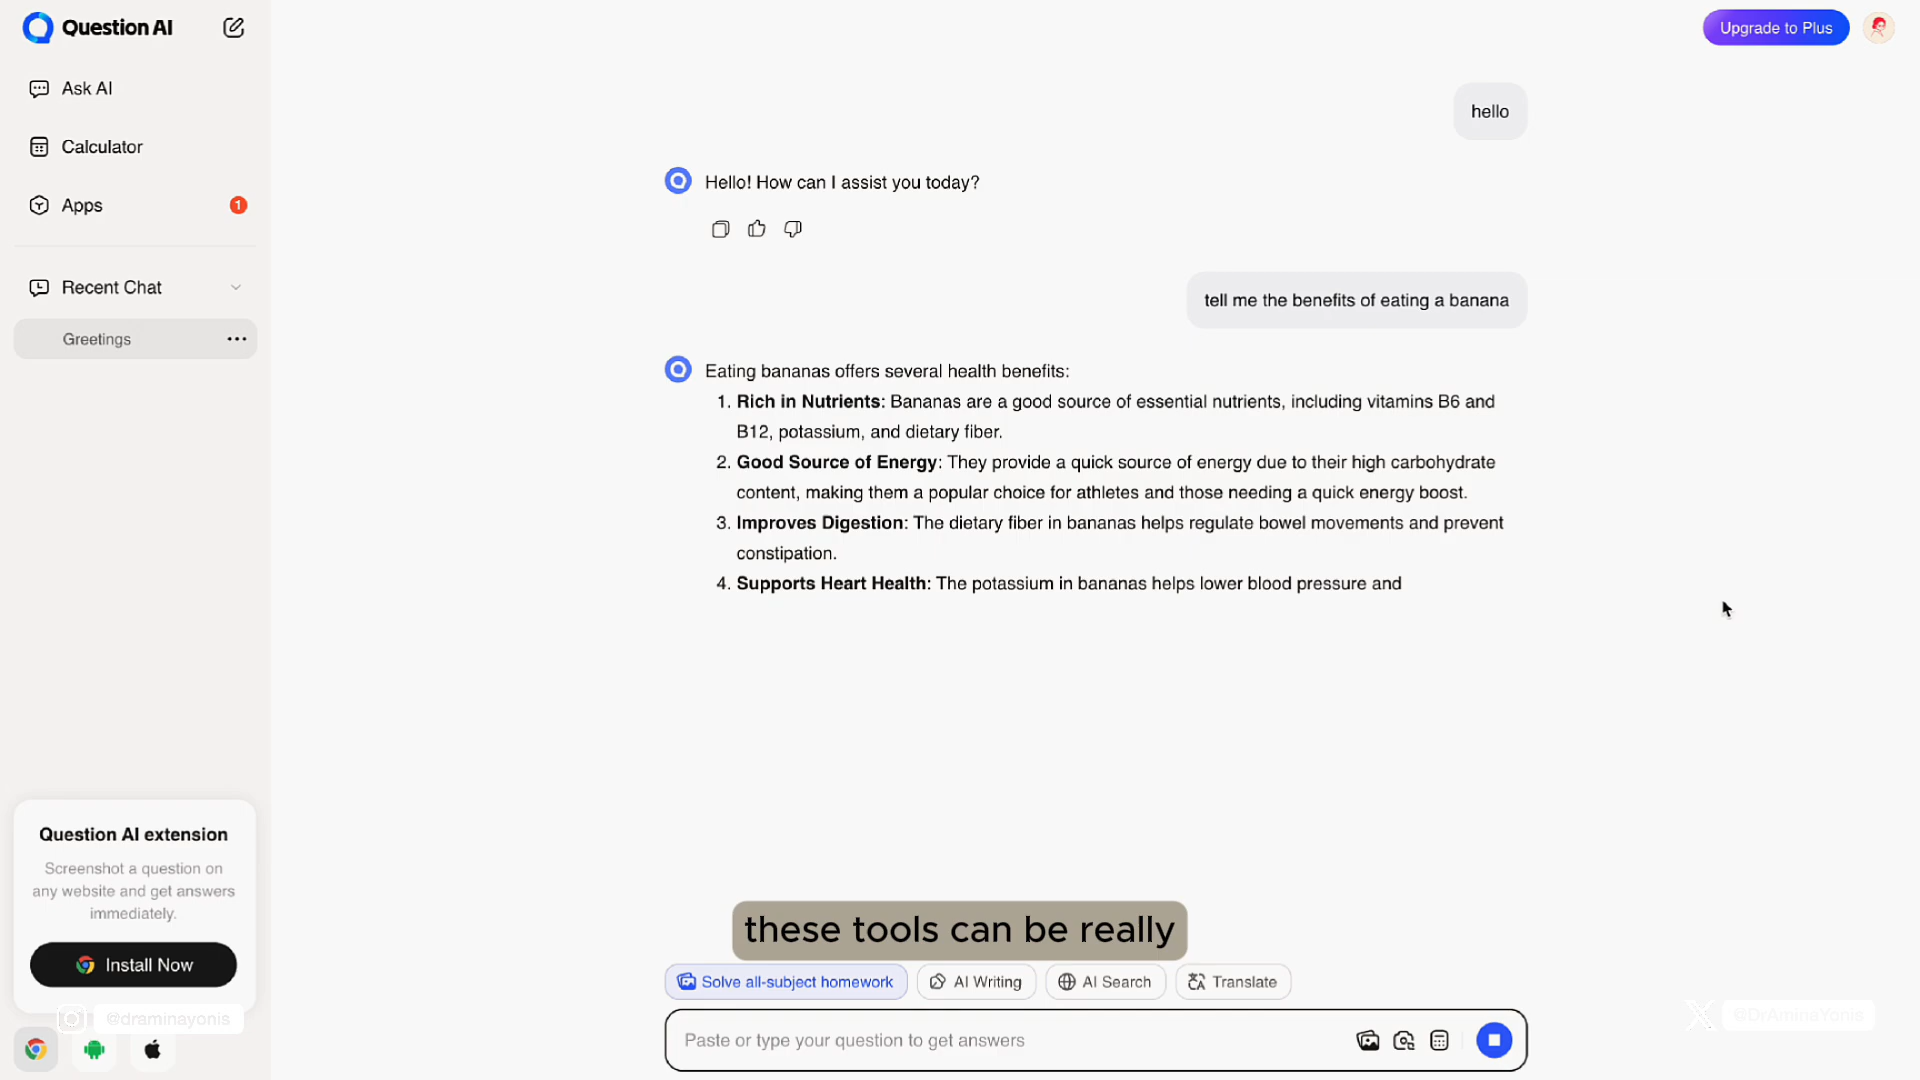 Question AI
Upgrade to Plus
Ask AI
Calculator
Apps
1
Recent Chat
Greetings
hello
Hello! How can I assist you today?
tell me the benefits of eating a banana
Eating bananas offers several health benefits:
1. Rich in Nutrients: Bananas are a good source of essential nutrients, including vitamins B6 and
B12, potassium, and dietary fiber.
2. Good Source of Energy: They provide a quick source of energy due to their high carbohydrate
content, making them a popular choice for athletes and those needing a quick energy boost.
3. Improves Digestion: The dietary fiber in bananas helps regulate bowel movements and prevent
constipation.
4. Supports Heart Health: The potassium in bananas helps lower blood pressure and
Question AI extension
Screenshot a question on
any website and get answers
immediately.
Install Now
@draminayonis
these tools can be really
Solve all-subject homework
AI Writing
AI Search
Translate
Paste or type your question to get answers
@DrAminaYonis